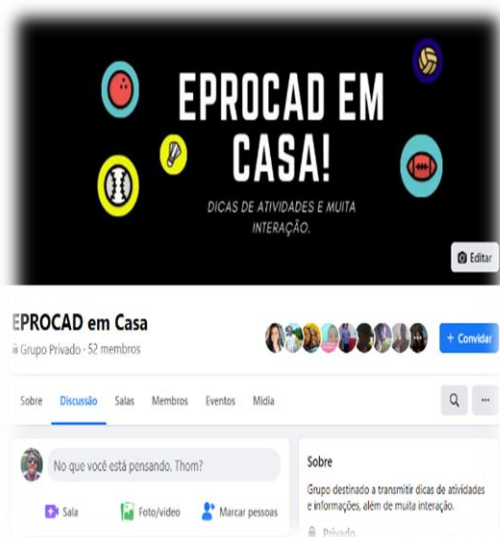 EPROCAD EM
CASA!
DICAS DE ATIVIDADES E MUITA
INTERAÇÃO.
Editar
EPROCAD em Casa
Grupo Privado · 52 membros
+ Convidar
Sobre Discussão Salas Membros Eventos Mídia
No que você está pensando, Thom?
Sala Foto/vídeo Marcar pessoas
Sobre
Grupo destinado a transmitir dicas de atividades
e informações, além de muita interação.
Privado